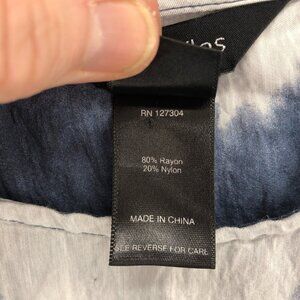 RN 127304
80% Rayon
20% Nylon
MADE IN CHINA
SEE REVERSE FOR CARE